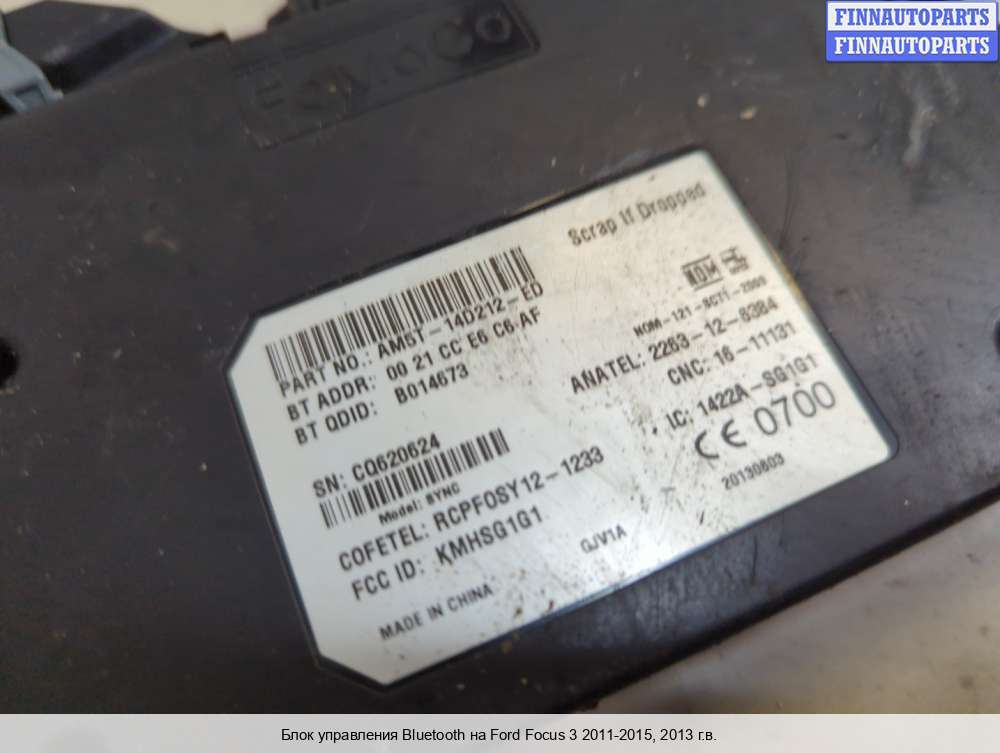 FINNAUTOPARTS
FINNAUTOPARTS
Scrap If Dropped
PART NO.: AM5T-14D212-ED
BT ADDR: 00 21 CC E6 C6 AF
BT QDID: B014673
NOM
NOM-121-SCT1-2009
ANATEL: 2263-12-6384
CNC: 16-11131
IC: 1422A-SG1G1
CE 0700
20130803
SN: CQ620624
Model: SYNC
COFETEL: RCPFOSY12-1233
FCC ID: KMHSG1G1
GJV1A
MADE IN CHINA
Блок управления Bluetooth на Ford Focus 3 2011-2015, 2013 г.в.